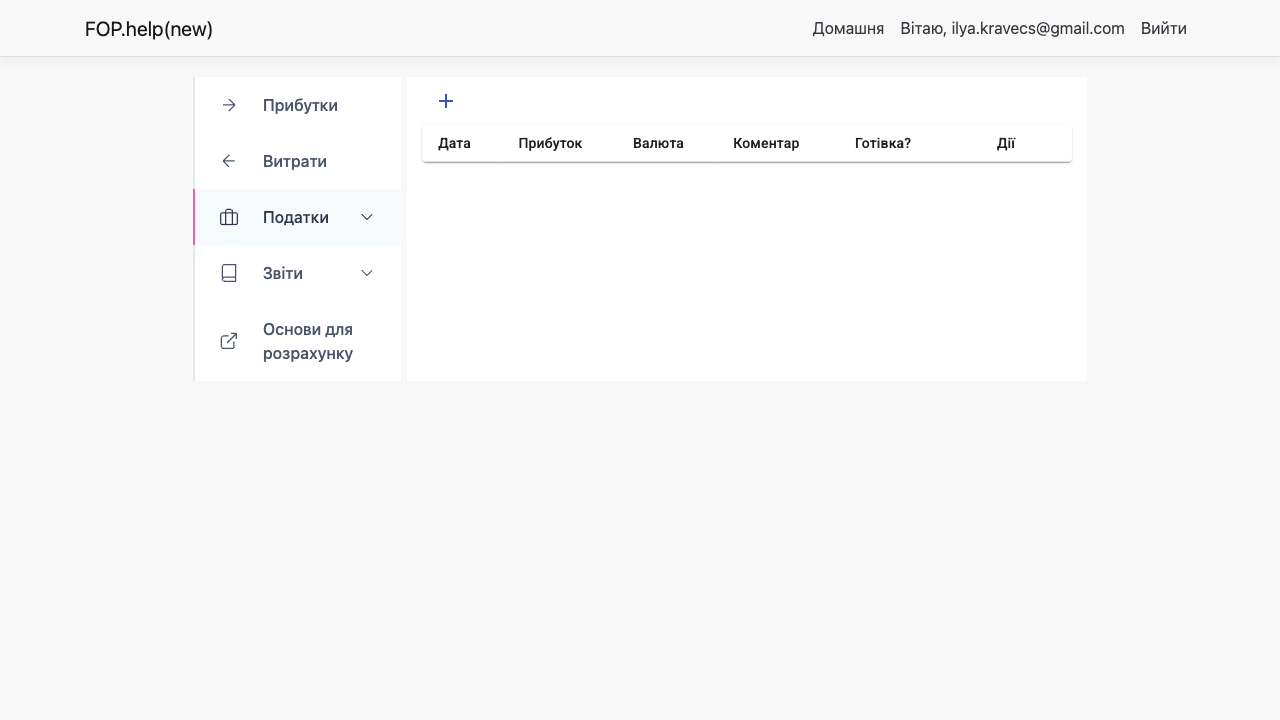 FOP.help(new)
Домашня Вітаю, ilya.kravecs@gmail.com Вийти
Прибутки
Витрати
Податки
Звіти
Основи для
розрахунку
Дата Прибуток Валюта Коментар Готівка? Дії